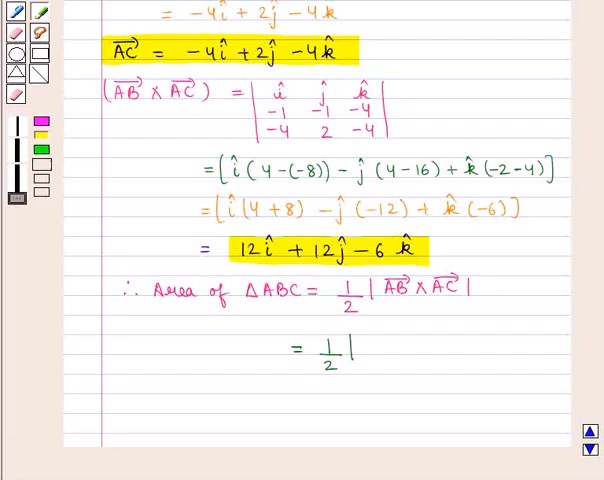 = -4î + 2ĵ - 4k̂
AC⃗ = -4î + 2ĵ - 4k̂
(AB⃗ × AC⃗) = | î ĵ k̂ |
| -1 -1 -4 |
| -4 2 -4 |
= [î(4-(-8)) - ĵ(4-16) + k̂(-2-4)]
= [î(4+8) - ĵ(-12) + k̂(-6)]
= 12î + 12ĵ - 6k̂
∴ Area of ΔABC = 1/2 | AB⃗ × AC⃗ |
= 1/2 |